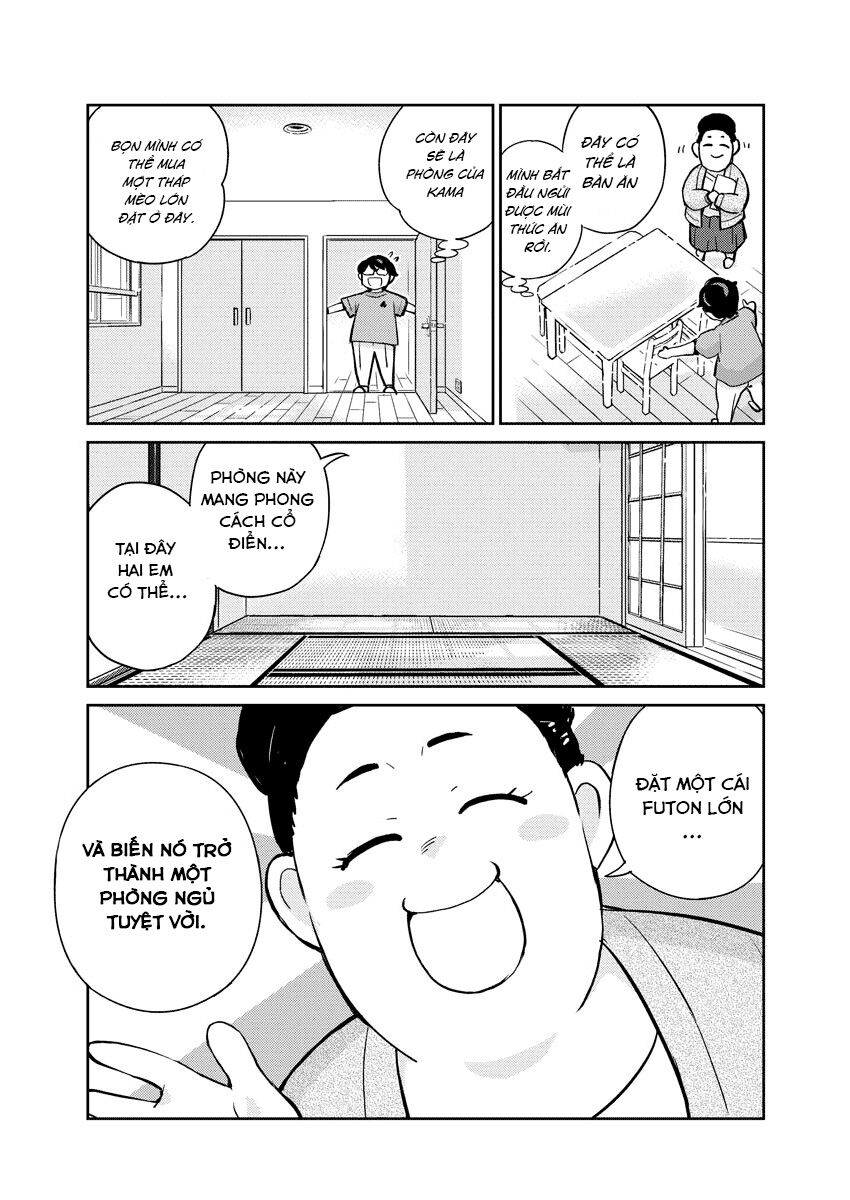 ĐÂY CÓ
THỂ LÀ
BÀN ĂN
MÌNH BẮT
ĐẦU NGỬI
ĐƯỢC MÙI
THỨC ĂN
RỒI.
CÒN ĐÂY
SẼ LÀ
PHÒNG CỦA
KAMA
BỌN MÌNH CÓ
THỂ MUA
MỘT THÁP
MÈO LỚN
ĐẶT Ở ĐÂY.
PHÒNG NÀY
MANG PHONG
CÁCH CỔ
ĐIỂN...
TẠI ĐÂY
HAI EM
CÓ THỂ...
ĐẶT MỘT CÁI
FUTON LỚN
...
VÀ BIẾN NÓ TRỞ
THÀNH MỘT
PHÒNG NGỦ
TUYỆT VỜI.